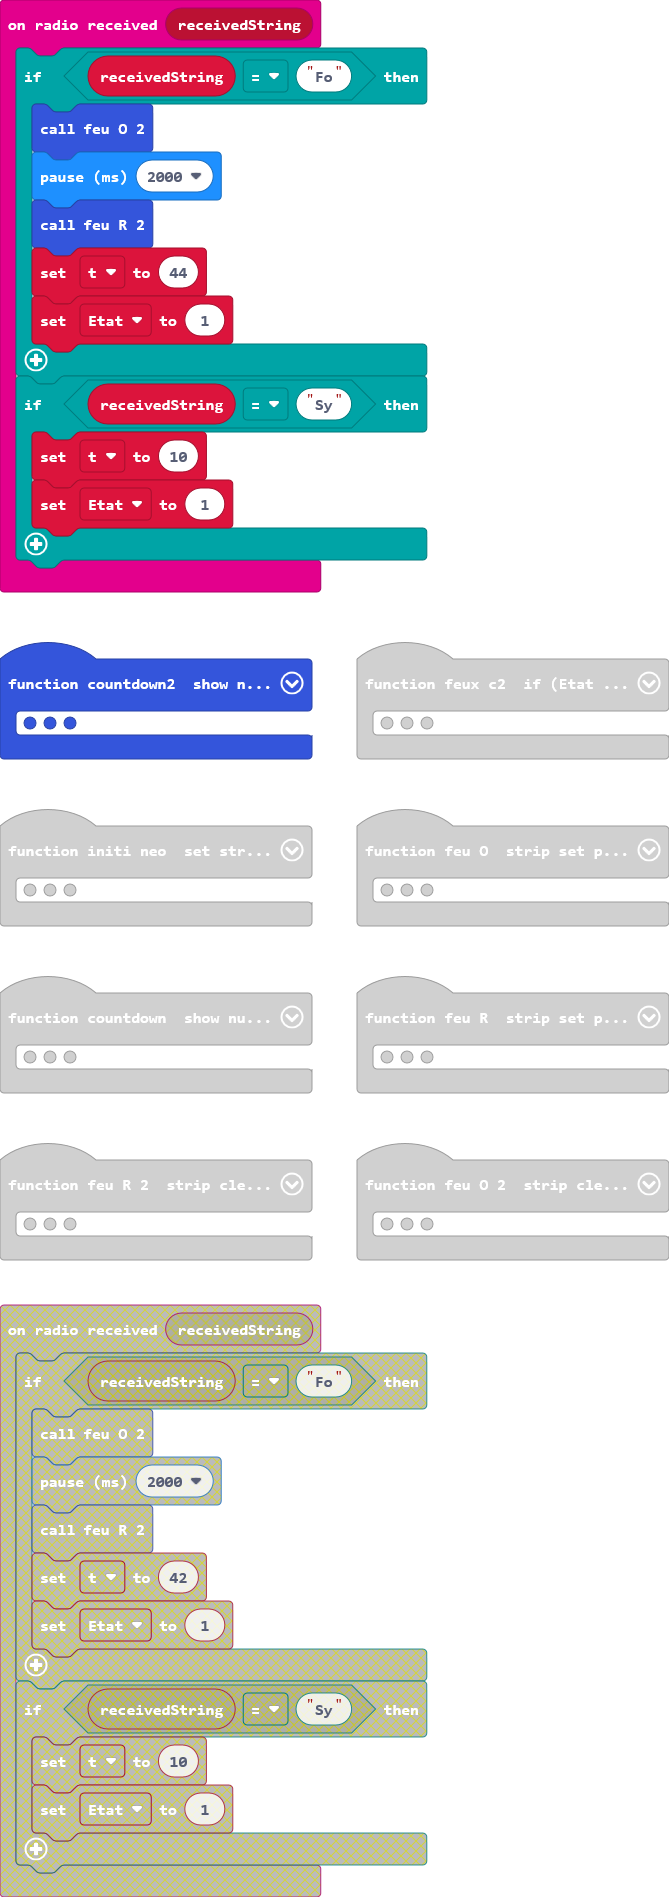 on radio received receivedString
if receivedString = "Fo" then
call feu O 2
pause (ms) 2000
call feu R 2
set t to 44
set Etat to 1
if receivedString = "Sy" then
set t to 10
set Etat to 1
function countdown2 show n...
function feux c2 if (Etat ...
function initi neo set str...
function feu O strip set p...
function countdown show nu...
function feu R strip set p...
function feu R 2 strip cle...
function feu O 2 strip cle...
on radio received receivedString
if receivedString = "Fo" then
call feu O 2
pause (ms) 2000
call feu R 2
set t to 42
set Etat to 1
if receivedString = "Sy" then
set t to 10
set Etat to 1